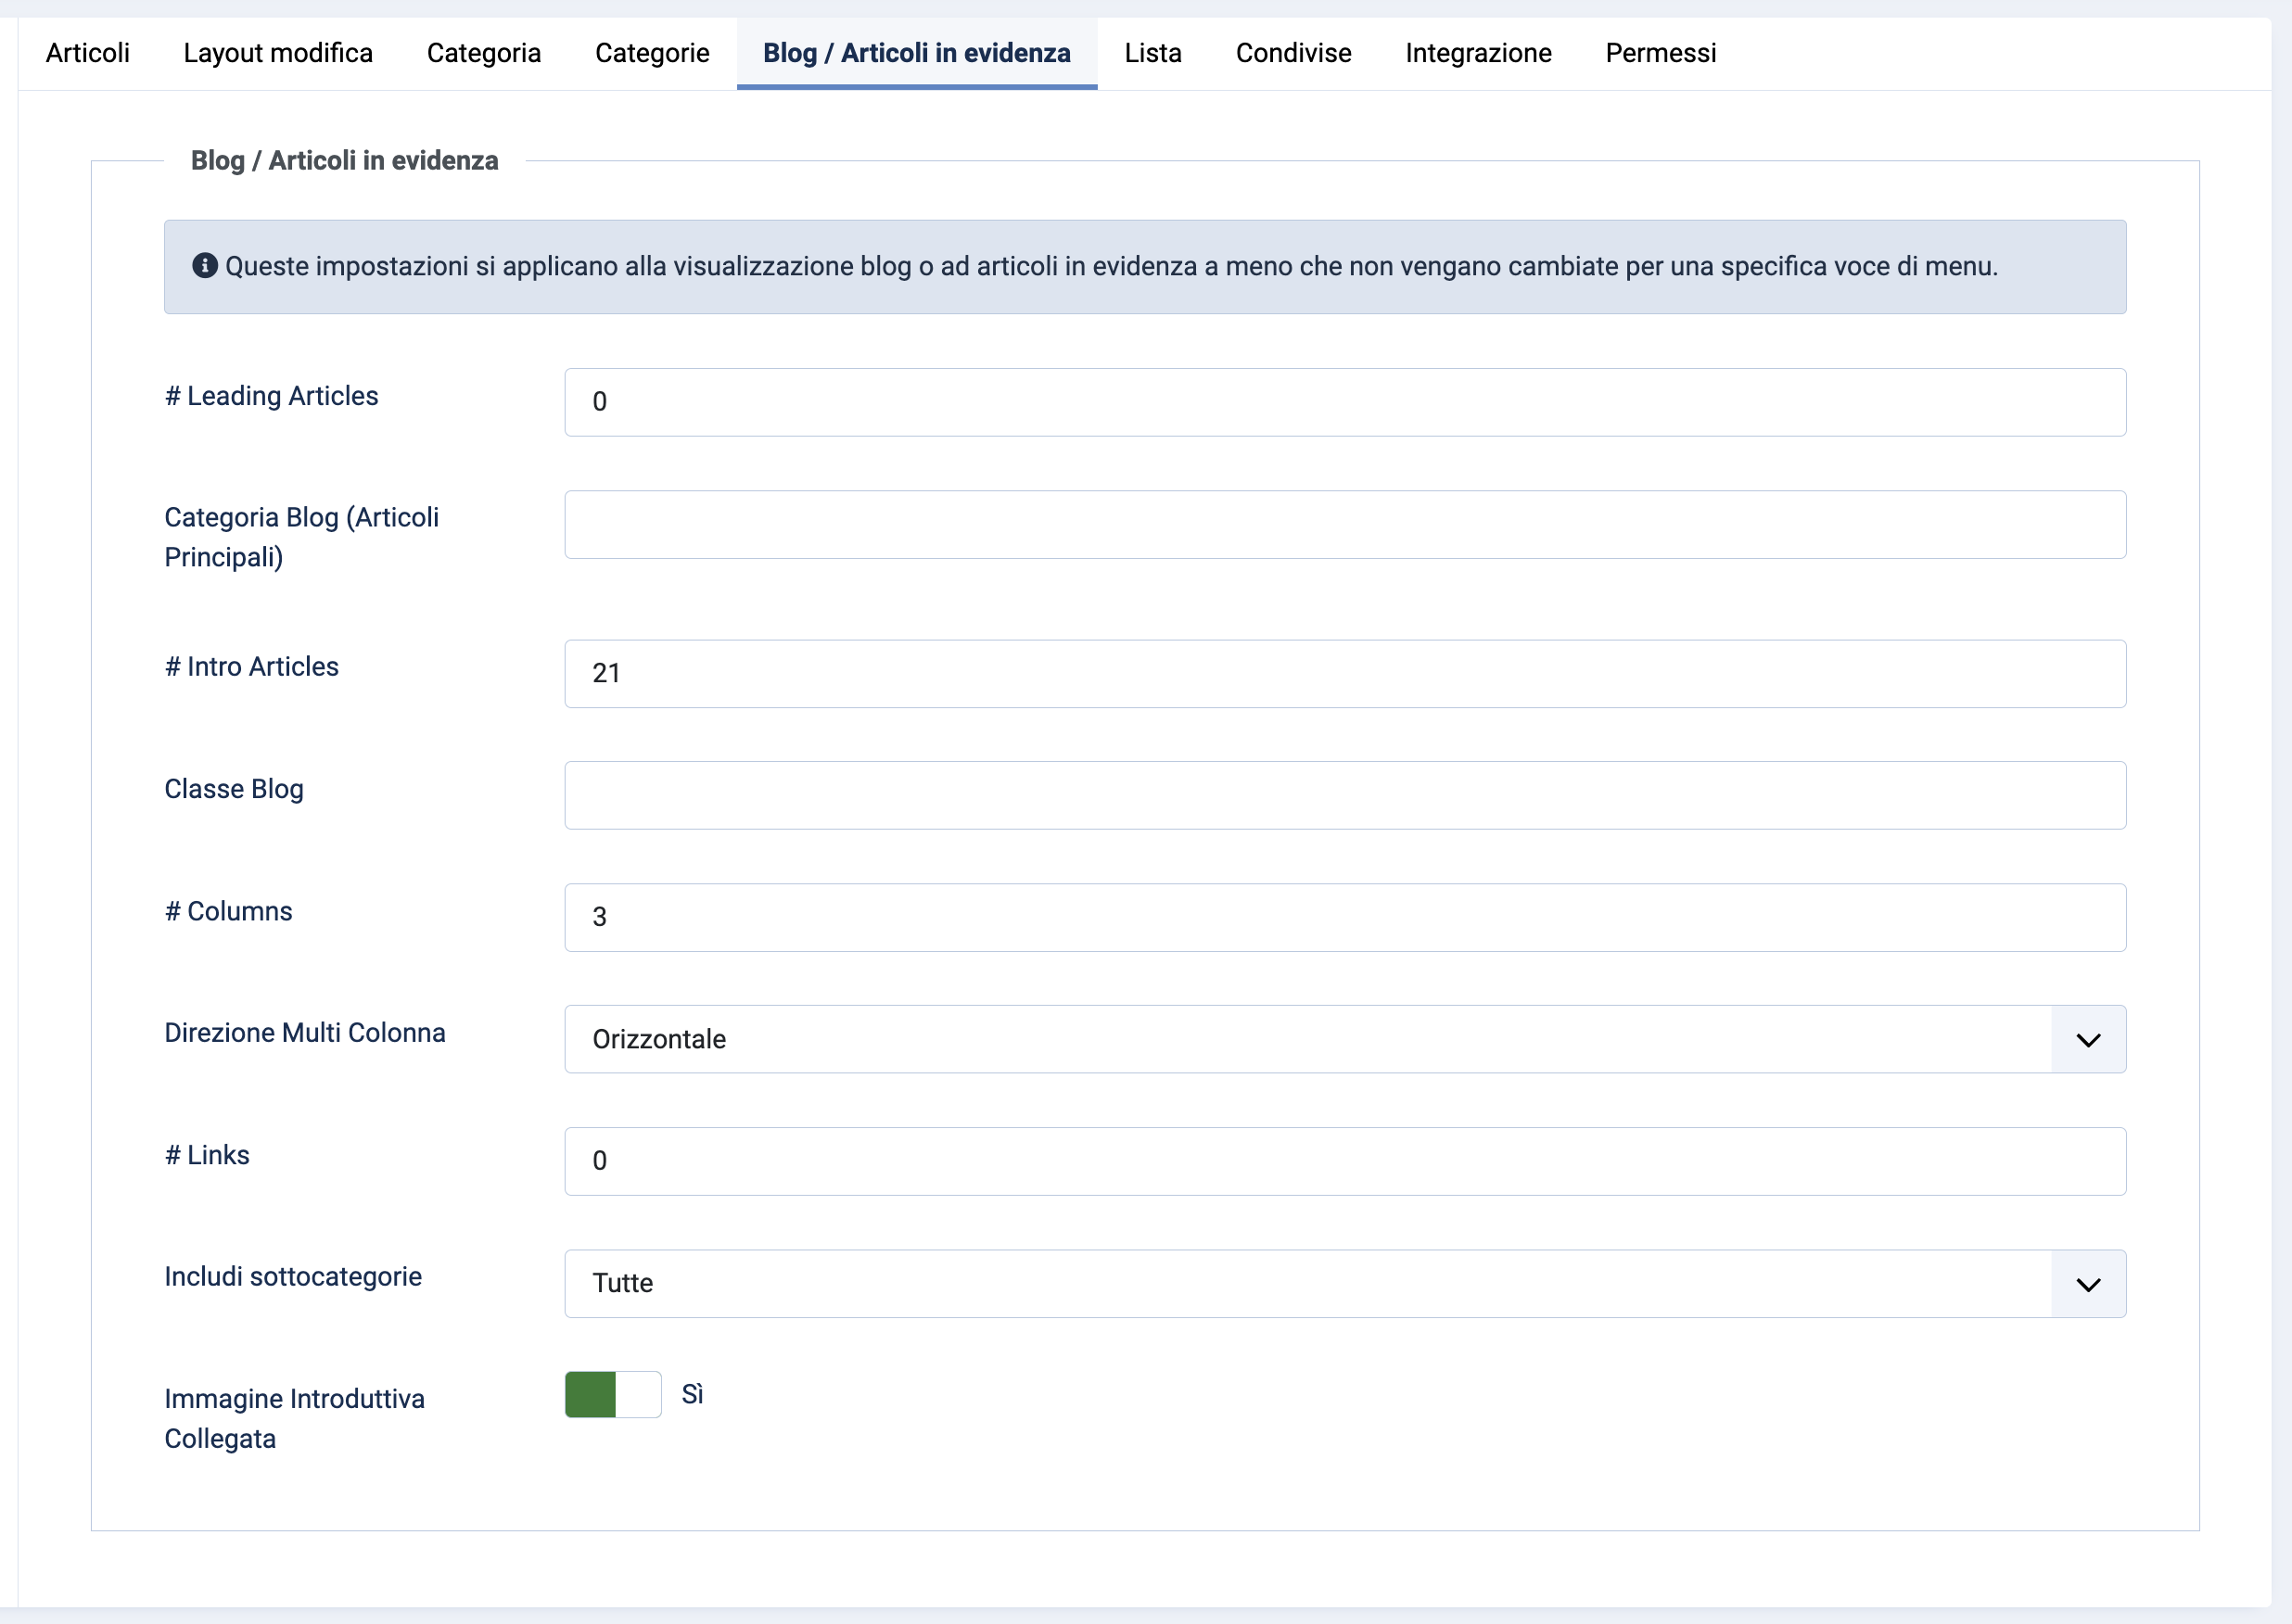 Articoli Layout modifica Categoria Categorie Blog / Articoli in evidenza Lista Condivise Integrazione Permessi
Blog / Articoli in evidenza
Queste impostazioni si applicano alla visualizzazione blog o ad articoli in evidenza a meno che non vengano cambiate per una specifica voce di menu.
# Leading Articles 0
Categoria Blog (Articoli
Principali)
# Intro Articles 21
Classe Blog
# Columns 3
Direzione Multi Colonna Orizzontale
# Links 0
Includi sottocategorie Tutte
Immagine Introduttiva Sì
Collegata